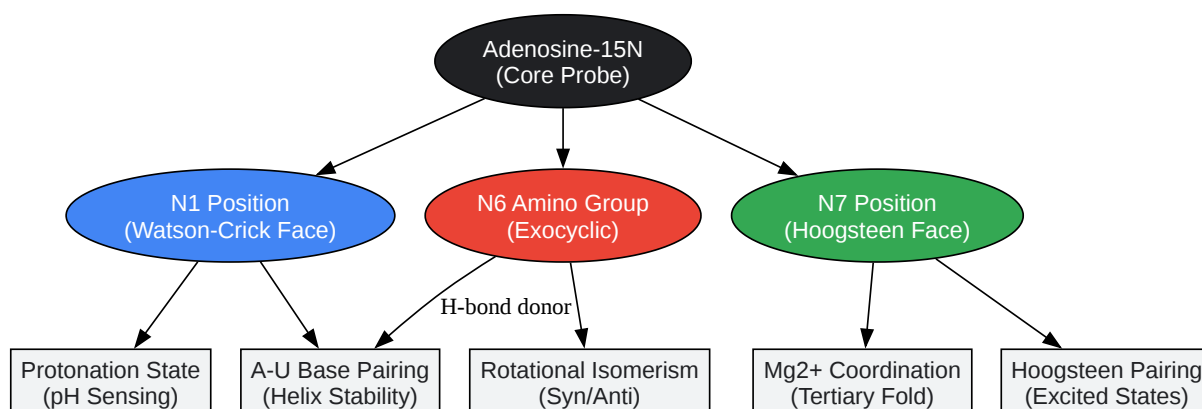 Adenosine-15N
(Core Probe)
N1 Position
(Watson-Crick Face)
N6 Amino Group
(Exocyclic)
N7 Position
(Hoogsteen Face)
H-bond donor
Protonation State
(pH Sensing)
A-U Base Pairing
(Helix Stability)
Rotational Isomerism
(Syn/Anti)
Mg2+ Coordination
(Tertiary Fold)
Hoogsteen Pairing
(Excited States)